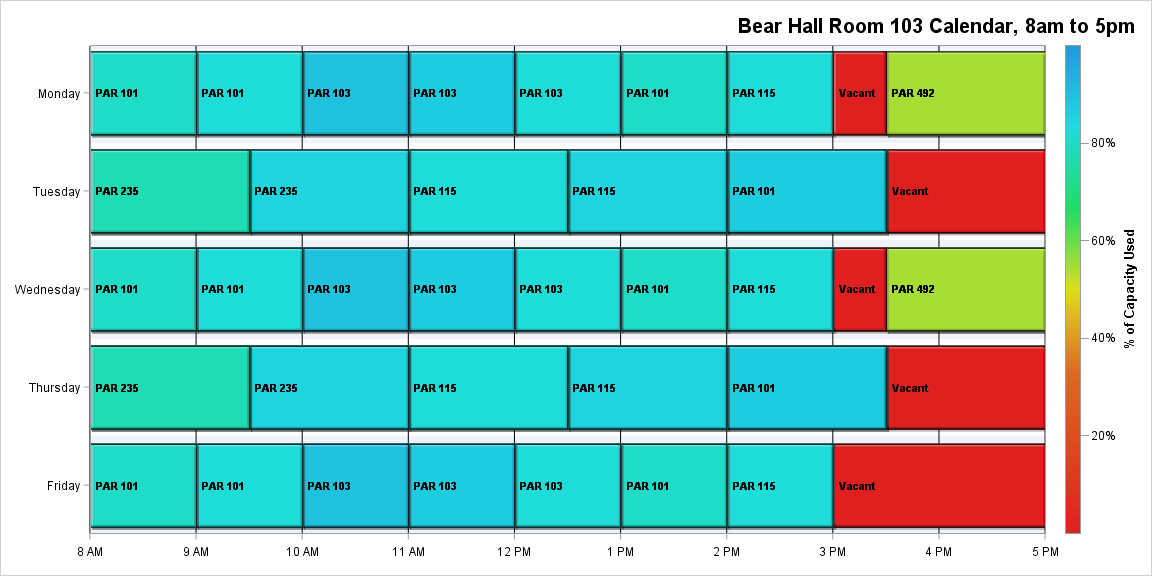 Bear Hall Room 103 Calendar, 8am to 5pm
Monday
PAR 101
PAR 101
PAR 103
PAR 103
PAR 103
PAR 101
PAR 115
Vacant
PAR 492
Tuesday
PAR 235
PAR 235
PAR 115
PAR 115
PAR 101
Vacant
Wednesday
PAR 101
PAR 101
PAR 103
PAR 103
PAR 103
PAR 101
PAR 115
Vacant
PAR 492
Thursday
PAR 235
PAR 235
PAR 115
PAR 115
PAR 101
Vacant
Friday
PAR 101
PAR 101
PAR 103
PAR 103
PAR 103
PAR 101
PAR 115
Vacant
8 AM
9 AM
10 AM
11 AM
12 PM
1 PM
2 PM
3 PM
4 PM
5 PM
80%
60%
40%
20%
% of Capacity Used